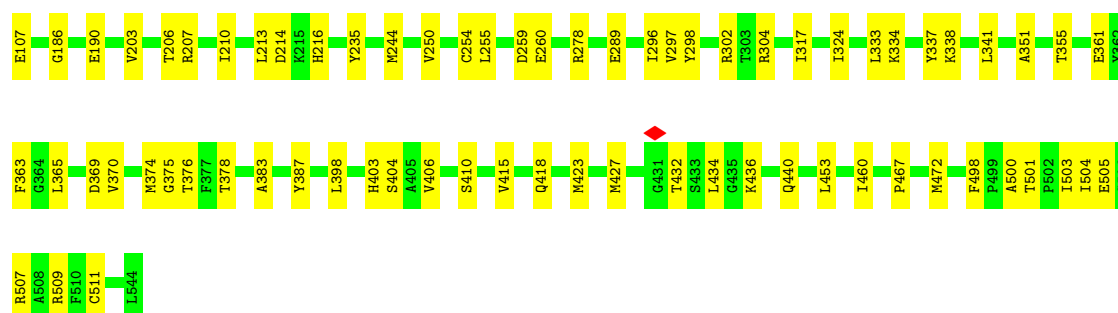 E107 G186 E190 V203 T206 R207 I210 L213 D214 K215 H216 Y235 M244 V250 C254 L255 D259 E260 R278 E289 I296 V297 Y298 R302 T303 R304 I317 I324 L333 K334 Y337 K338 L341 A351 T355 E361 Y362
F363 G364 L365 D369 V370 M374 G375 T376 F377 T378 A383 Y387 L398 H403 S404 A405 V406 S410 V415 Q418 M423 M427 G431 T432 S433 L434 G435 K436 Q440 L453 I460 P467 M472 F498 P499 A500 T501 P502 I503 I504 E505
R507 A508 R509 F510 C511 L544